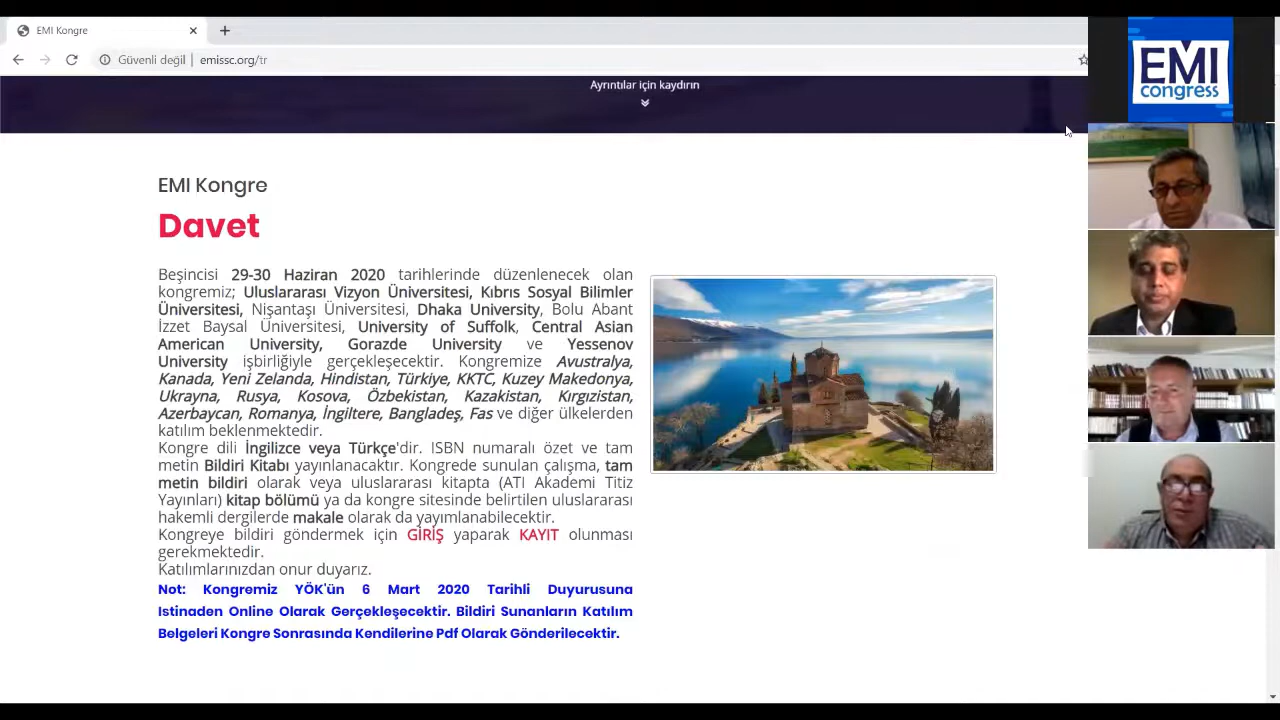 EMI Kongre
Güvenli değil
emissc.org/tr
Ayrıntılar için kaydırın
EMI
congress
EMI Kongre
Davet
Beşincisi 29-30 Haziran 2020 tarihlerinde düzenlenecek olan
kongremiz; Uluslararası Vizyon Üniversitesi, Kıbrıs Sosyal Bilimler
Üniversitesi, Nişantaşı Üniversitesi, Dhaka University, Bolu Abant
İzzet Baysal Üniversitesi, University of Suffolk, Central Asian
American University, Gorazde University ve Yessenov
University işbirliğiyle gerçekleşecektir. Kongremize Avustralya,
Kanada, Yeni Zelanda, Hindistan, Türkiye, KKTC, Kuzey Makedonya,
Ukrayna, Rusya, Kosova, Özbekistan, Kazakistan, Kırgızistan,
Azerbaycan, Romanya, İngiltere, Bangladeş, Fas ve diğer ülkelerden
katılım beklenmektedir.
Kongre dili İngilizce veya Türkçe'dir. ISBN numaralı özet ve tam
metin Bildiri Kitabı yayınlanacaktır. Kongrede sunulan çalışma, tam
metin bildiri olarak veya uluslararası kitapta (ATI Akademi Titiz
Yayınları) kitap bölümü ya da kongre sitesinde belirtilen uluslararası
hakemli dergilerde makale olarak da yayımlanabilecektir.
Kongreye bildiri göndermek için GİRİŞ yaparak KAYIT olunması
gerekmektedir.
Katılımlarınızdan onur duyarız.
Not: Kongremiz YÖK'ün 6 Mart 2020 Tarihli Duyurusuna
Istinaden Online Olarak Gerçekleşecektir. Bildiri Sunanların Katılım
Belgeleri Kongre Sonrasında Kendilerine Pdf Olarak Gönderilecektir.